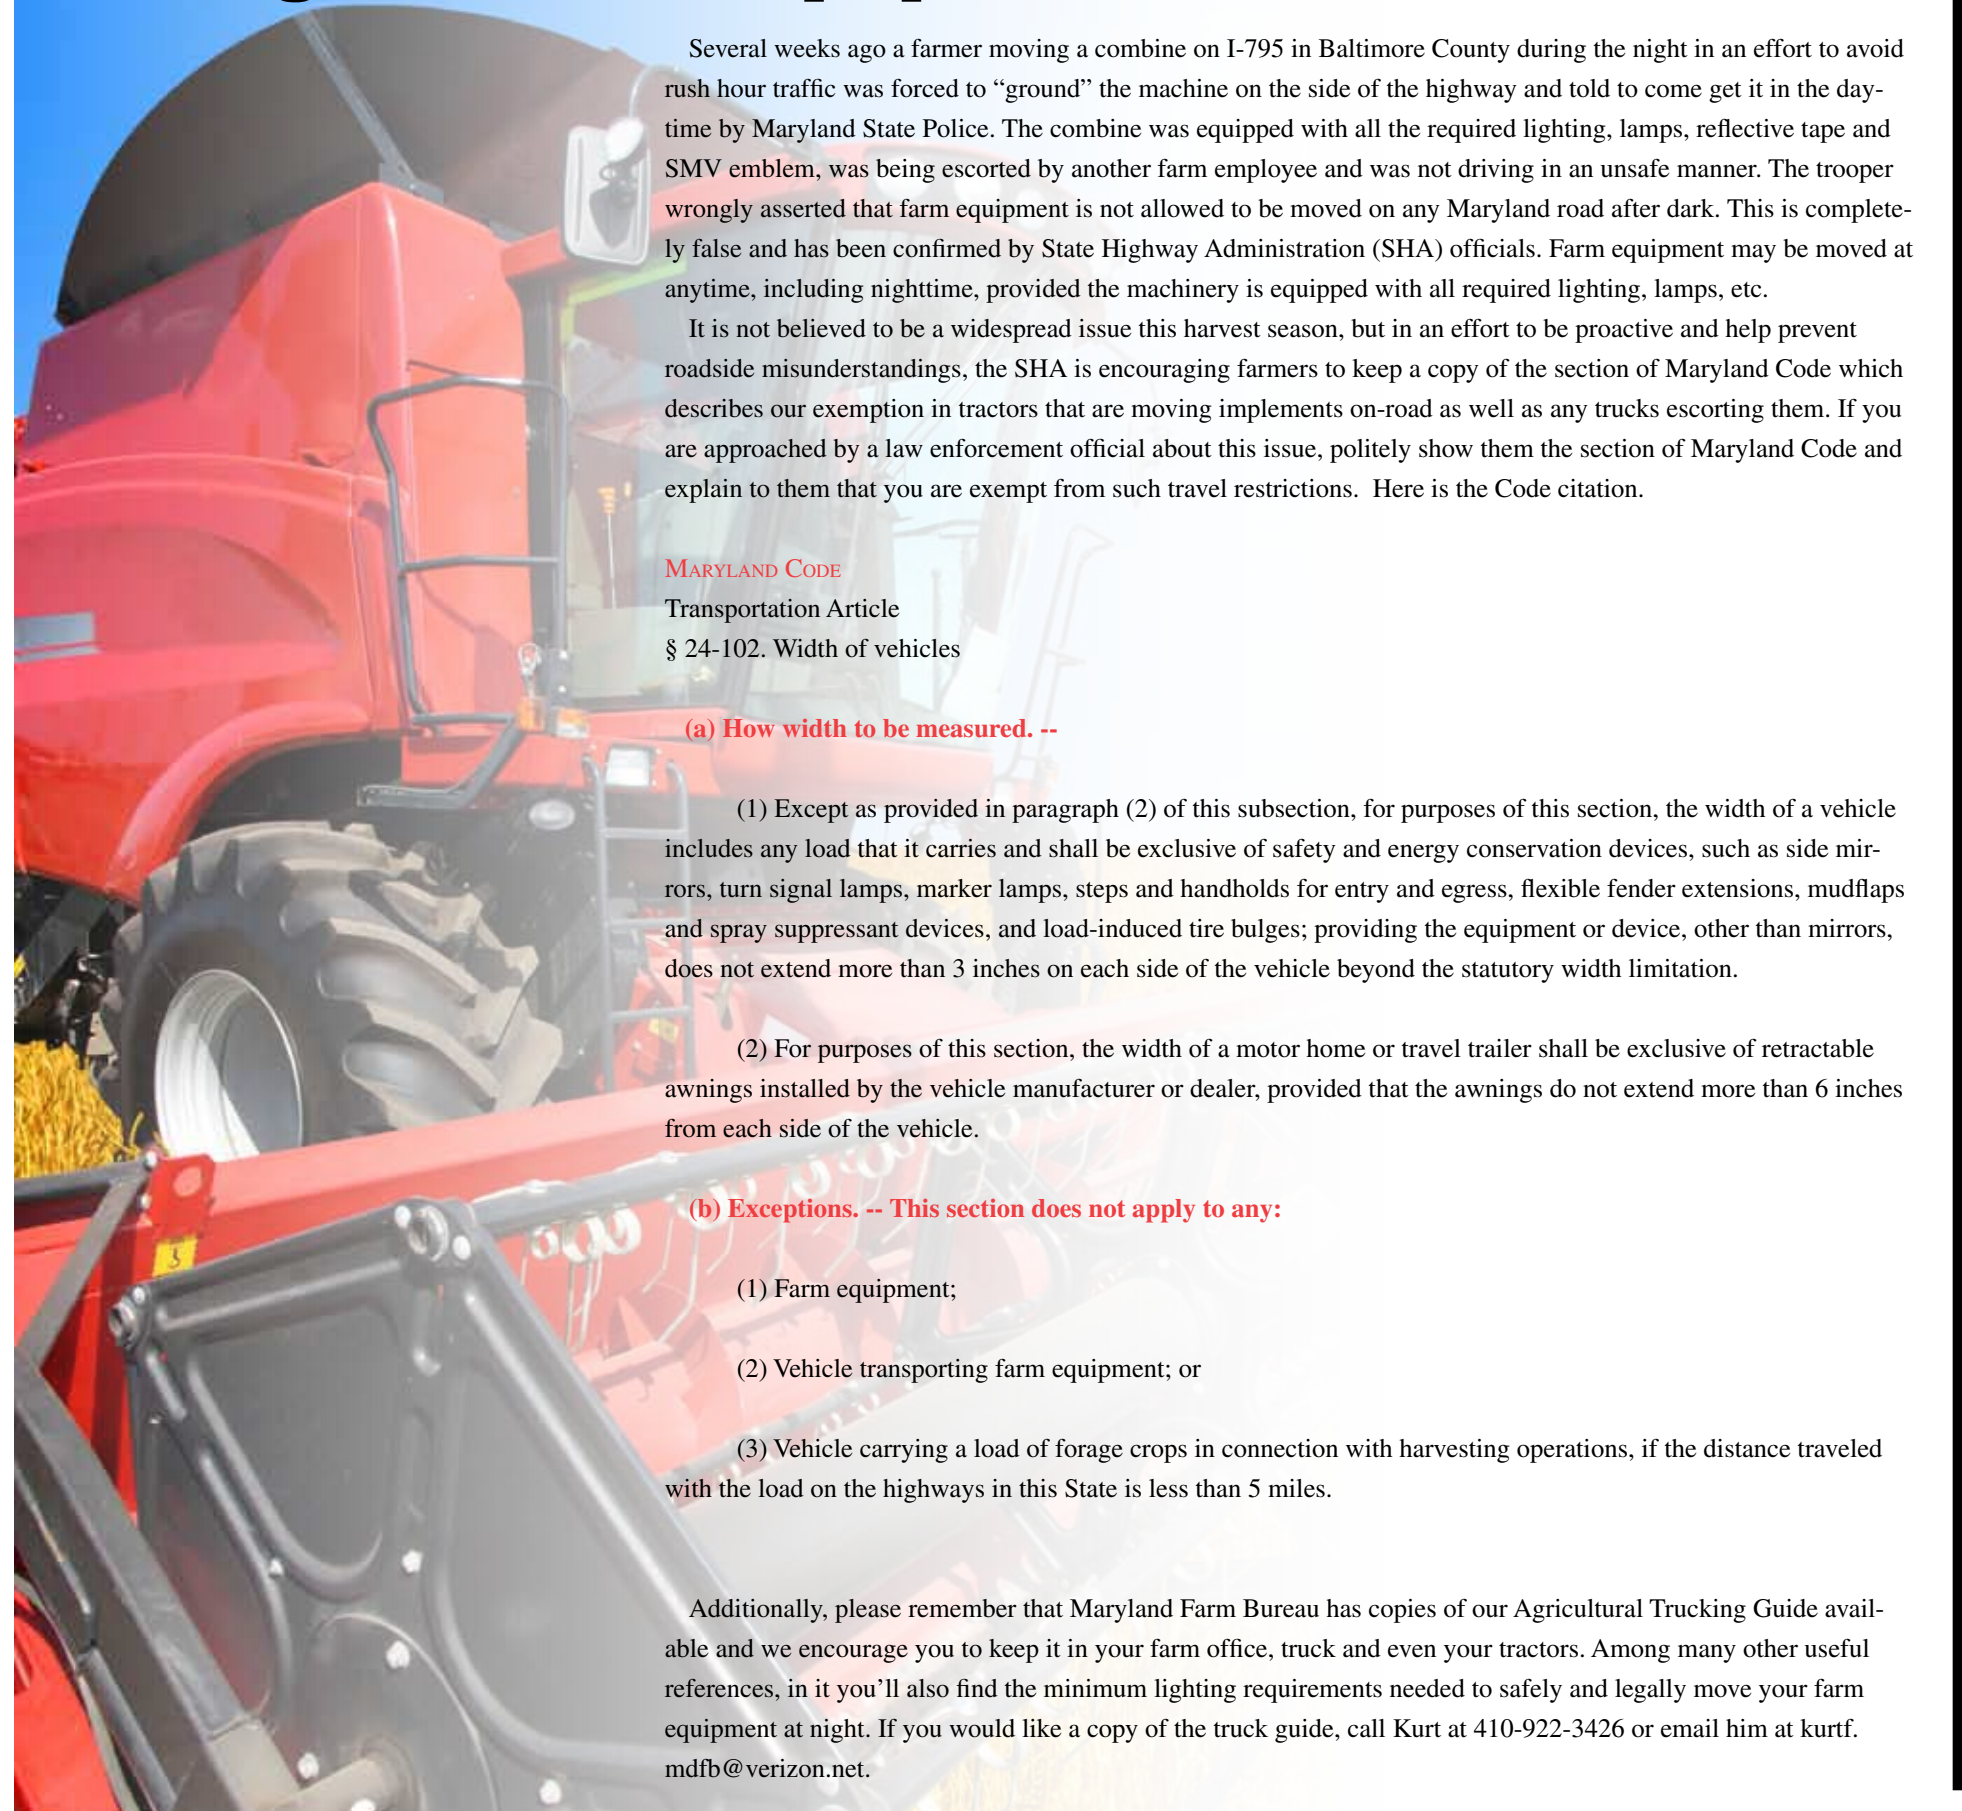 Several weeks ago a farmer moving a combine on I-795 in Baltimore County during the night in an effort to avoid
rush hour traffic was forced to “ground” the machine on the side of the highway and told to come get it in the day-
time by Maryland State Police. The combine was equipped with all the required lighting, lamps, reflective tape and
SMV emblem, was being escorted by another farm employee and was not driving in an unsafe manner. The trooper
wrongly asserted that farm equipment is not allowed to be moved on any Maryland road after dark. This is complete-
ly false and has been confirmed by State Highway Administration (SHA) officials. Farm equipment may be moved at
anytime, including nighttime, provided the machinery is equipped with all required lighting, lamps, etc.
It is not believed to be a widespread issue this harvest season, but in an effort to be proactive and help prevent
roadside misunderstandings, the SHA is encouraging farmers to keep a copy of the section of Maryland Code which
describes our exemption in tractors that are moving implements on-road as well as any trucks escorting them. If you
are approached by a law enforcement official about this issue, politely show them the section of Maryland Code and
explain to them that you are exempt from such travel restrictions.  Here is the Code citation.
Maryland Code
Transportation Article
§ 24-102. Width of vehicles
(a) How width to be measured. --
(1) Except as provided in paragraph (2) of this subsection, for purposes of this section, the width of a vehicle
includes any load that it carries and shall be exclusive of safety and energy conservation devices, such as side mir-
rors, turn signal lamps, marker lamps, steps and handholds for entry and egress, flexible fender extensions, mudflaps
and spray suppressant devices, and load-induced tire bulges; providing the equipment or device, other than mirrors,
does not extend more than 3 inches on each side of the vehicle beyond the statutory width limitation.
(2) For purposes of this section, the width of a motor home or travel trailer shall be exclusive of retractable
awnings installed by the vehicle manufacturer or dealer, provided that the awnings do not extend more than 6 inches
from each side of the vehicle.
(b) Exceptions. -- This section does not apply to any:
(1) Farm equipment;
(2) Vehicle transporting farm equipment; or
(3) Vehicle carrying a load of forage crops in connection with harvesting operations, if the distance traveled
with the load on the highways in this State is less than 5 miles.
Additionally, please remember that Maryland Farm Bureau has copies of our Agricultural Trucking Guide avail-
able and we encourage you to keep it in your farm office, truck and even your tractors. Among many other useful
references, in it you’ll also find the minimum lighting requirements needed to safely and legally move your farm
equipment at night. If you would like a copy of the truck guide, call Kurt at 410-922-3426 or email him at kurtf.
mdfb@verizon.net.